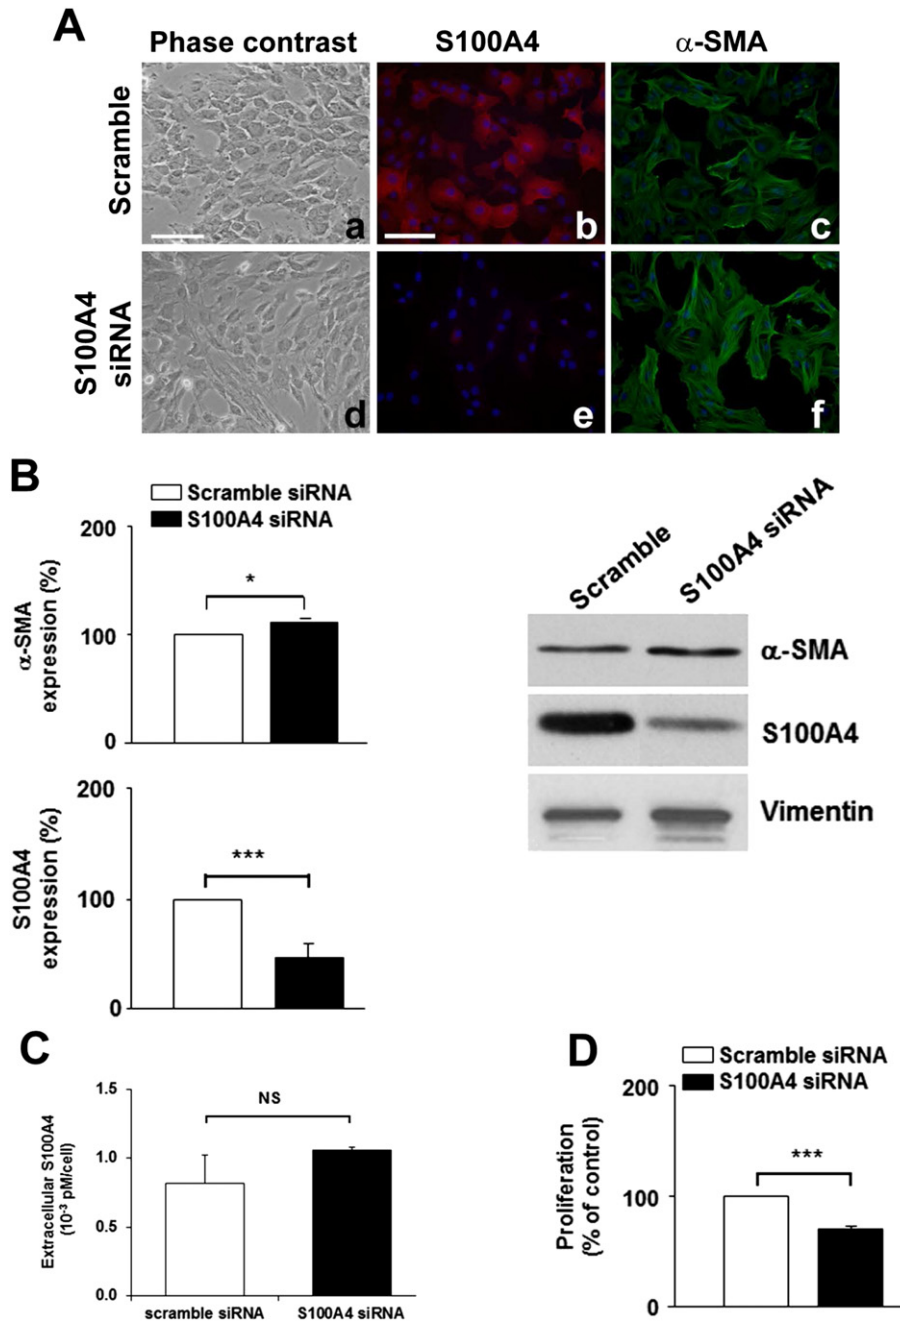 A
Phase contrast S100A4 α-SMA
Scramble
a b c
S100A4
siRNA
d e f
B
Scramble siRNA
S100A4 siRNA
200
*
100
0
α-SMA
expression (%)
200
***
100
0
S100A4
expression (%)
Scramble S100A4 siRNA
α-SMA
S100A4
Vimentin
C
1.5
NS
1.0
0.5
0.0
Extracellular S100A4
(10⁻³ pM/cell)
scramble siRNA S100A4 siRNA
D
Scramble siRNA
S100A4 siRNA
200
***
100
0
Proliferation
(% of control)